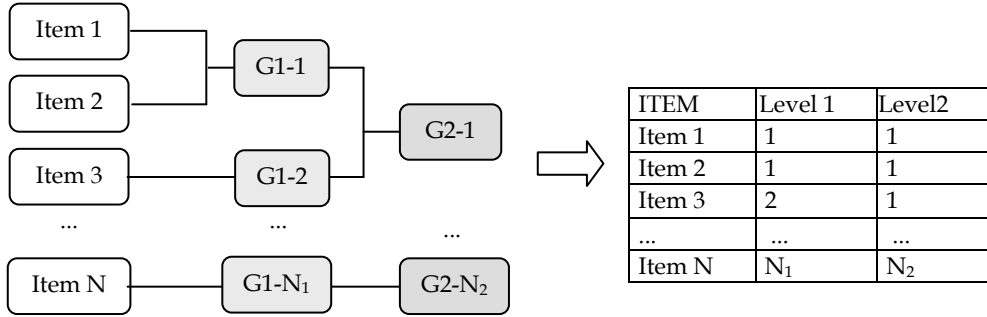 Item 1
Item 2
G1-1
G2-1
Item 3
G1-2
... ... ...
Item N
G1-N₁
G2-N₂
ITEM Level 1 Level2
Item 1 1 1
Item 2 1 1
Item 3 2 1
... ... ...
Item N N₁ N₂